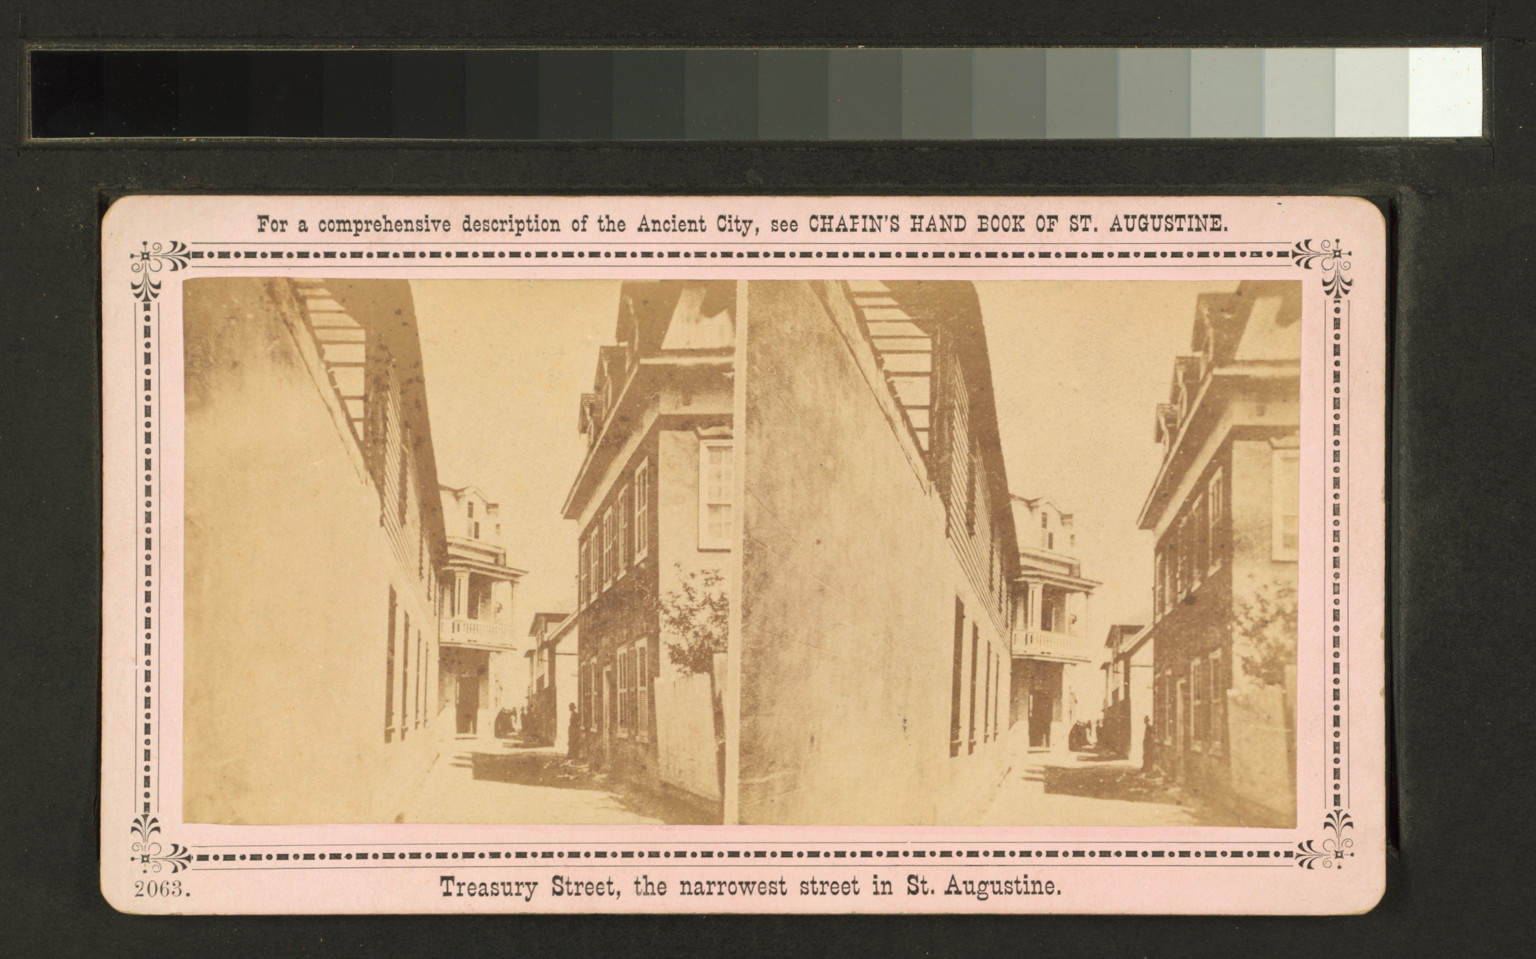 For a comprehensive description of the Ancient City, see CHAPIN'S HAND BOOK OF ST. AUGUSTINE.
2063.
Treasury Street, the narrowest street in St. Augustine.